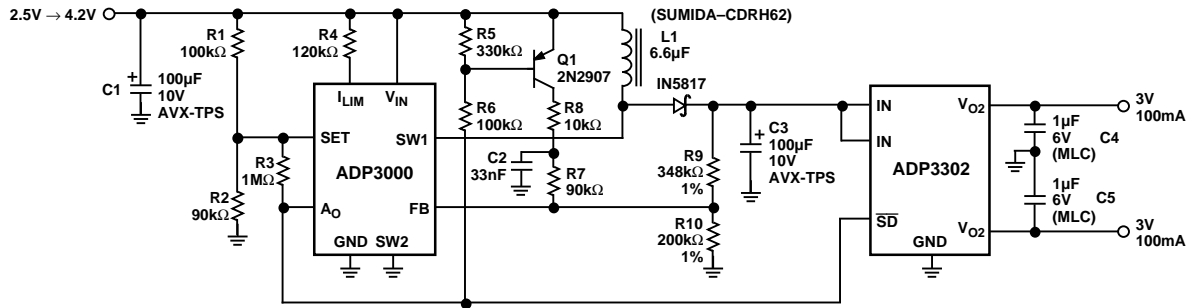 2.5V → 4.2V
(SUMIDA–CDRH62)
R1
100kΩ
R4
120kΩ
R5
330kΩ
Q1
2N2907
L1
6.6µF
C1
+
100µF
10V
AVX-TPS
I_LIM
V_IN
R6
100kΩ
R8
10kΩ
IN5817
SET
SW1
R3
1MΩ
ADP3000
C2
33nF
R7
90kΩ
R2
90kΩ
A_O
FB
GND
SW2
R9
348kΩ
1%
R10
200kΩ
1%
+
C3
100µF
10V
AVX-TPS
IN
IN
V_O2
ADP3302
SD
V_O2
GND
1µF
6V
(MLC)
C4
1µF
6V
(MLC)
C5
3V
100mA
3V
100mA